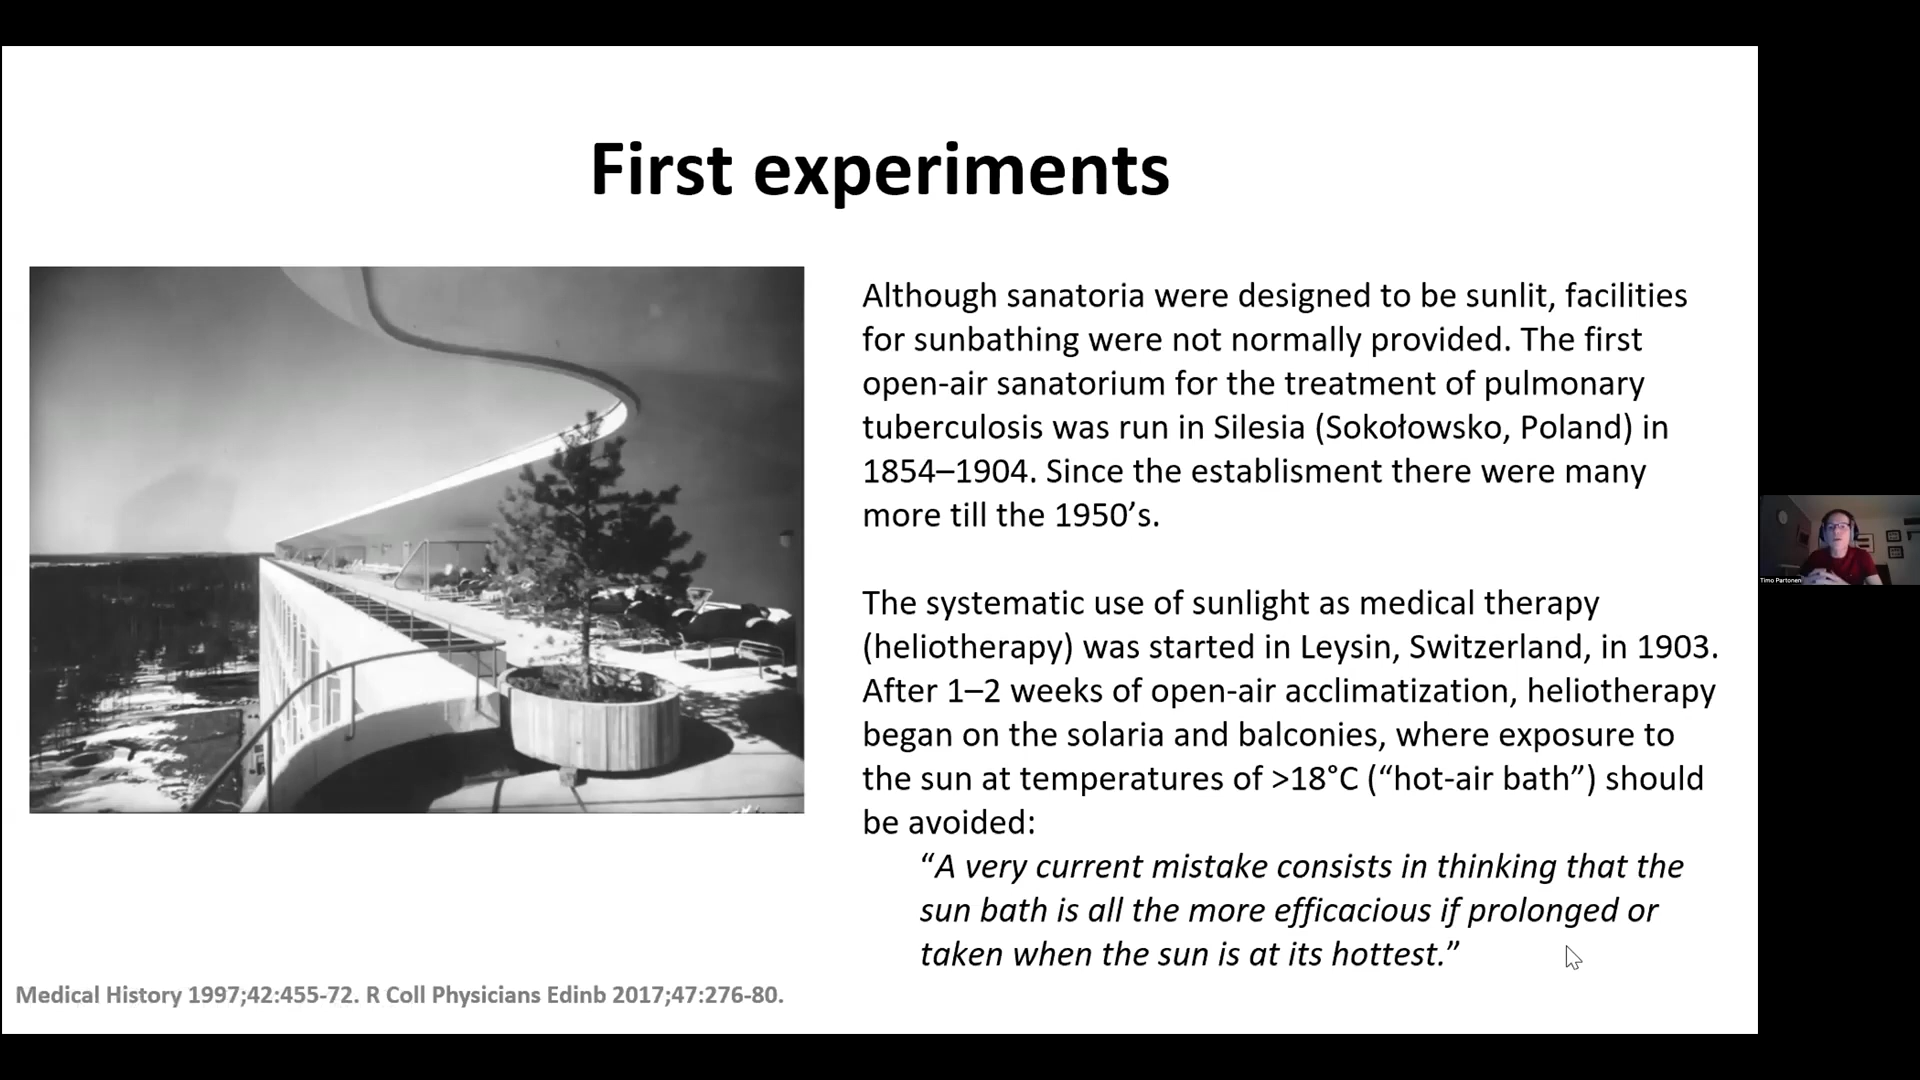 First experiments
Although sanatoria were designed to be sunlit, facilities
for sunbathing were not normally provided. The first
open-air sanatorium for the treatment of pulmonary
tuberculosis was run in Silesia (Sokołowsko, Poland) in
1854–1904. Since the establisment there were many
more till the 1950’s.
The systematic use of sunlight as medical therapy
(heliotherapy) was started in Leysin, Switzerland, in 1903.
After 1–2 weeks of open-air acclimatization, heliotherapy
began on the solaria and balconies, where exposure to
the sun at temperatures of >18°C (“hot-air bath”) should
be avoided:
“A very current mistake consists in thinking that the
sun bath is all the more efficacious if prolonged or
taken when the sun is at its hottest.”
Medical History 1997;42:455-72. R Coll Physicians Edinb 2017;47:276-80.
Timo Partonen